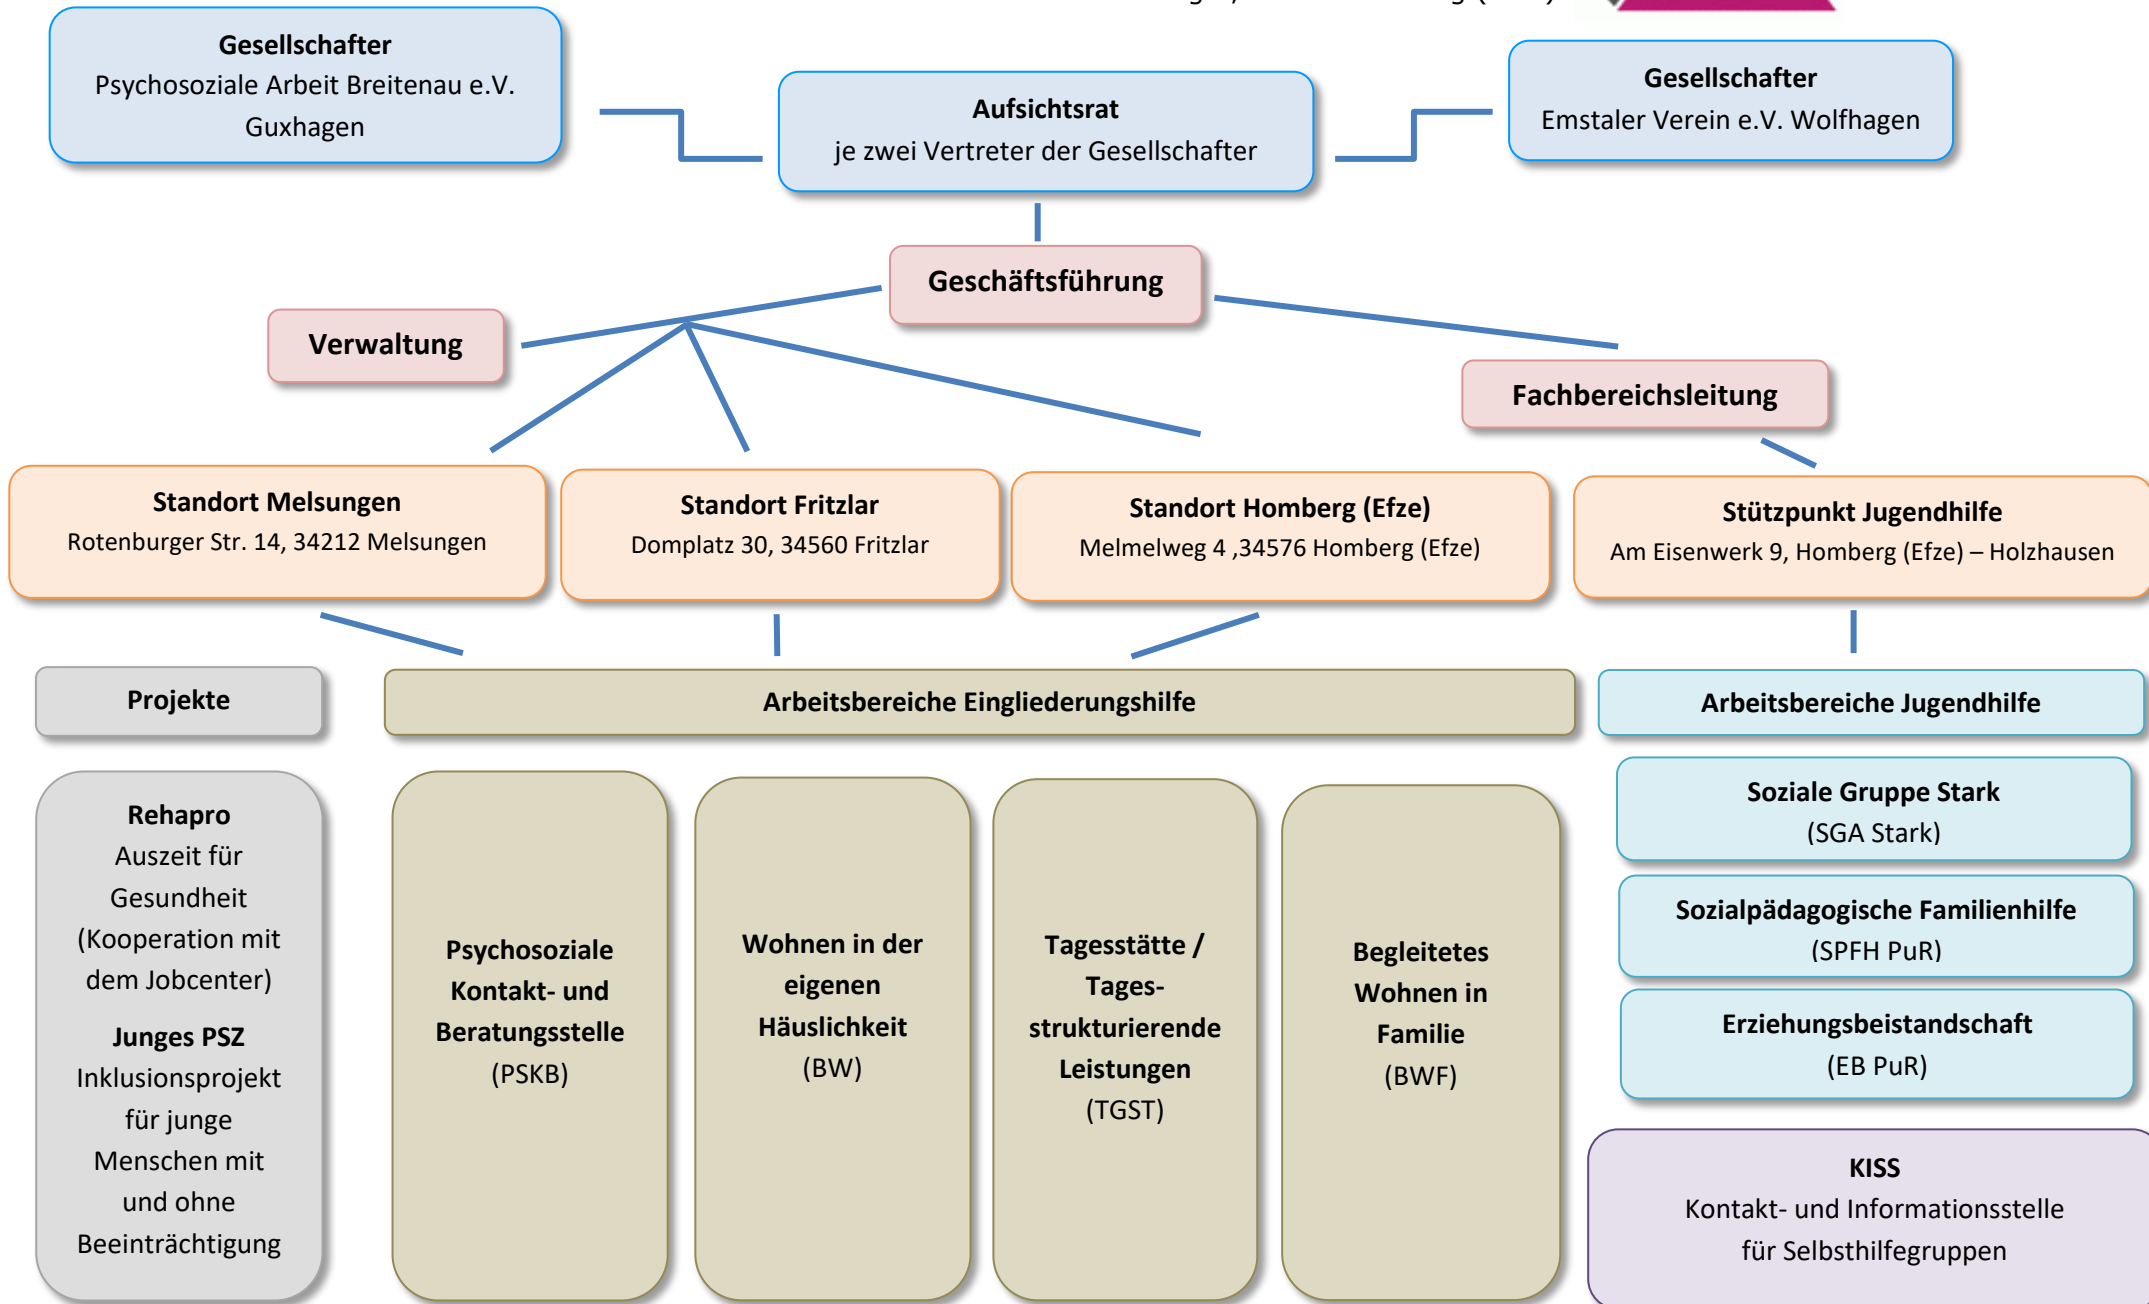 Gesellschafter
Psychosoziale Arbeit Breitenau e.V.
Guxhagen
Aufsichtsrat
je zwei Vertreter der Gesellschafter
Gesellschafter
Emstaler Verein e.V. Wolfhagen
Geschäftsführung
Verwaltung
Fachbereichsleitung
Standort Melsungen
Rotenburger Str. 14, 34212 Melsungen
Standort Fritzlar
Domplatz 30, 34560 Fritzlar
Standort Homberg (Efze)
Melmelweg 4 ,34576 Homberg (Efze)
Stützpunkt Jugendhilfe
Am Eisenwerk 9, Homberg (Efze) – Holzhausen
Projekte
Arbeitsbereiche Eingliederungshilfe
Arbeitsbereiche Jugendhilfe
Rehapro
Auszeit für
Gesundheit
(Kooperation mit
dem Jobcenter)
Junges PSZ
Inklusionsprojekt
für junge
Menschen mit
und ohne
Beeinträchtigung
Psychosoziale
Kontakt- und
Beratungsstelle
(PSKB)
Wohnen in der
eigenen
Häuslichkeit
(BW)
Tagesstätte /
Tages-
strukturierende
Leistungen
(TGST)
Begleitetes
Wohnen in
Familie
(BWF)
Soziale Gruppe Stark
(SGA Stark)
Sozialpädagogische Familienhilfe
(SPFH PuR)
Erziehungsbeistandschaft
(EB PuR)
KISS
Kontakt- und Informationsstelle
für Selbsthilfegruppen